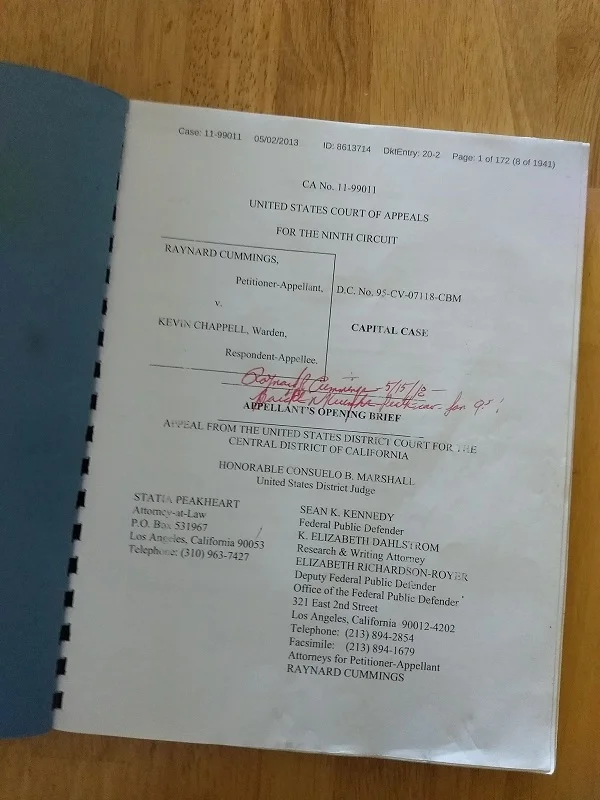 Case: 11-99011 05/02/2013 ID: 8613714 DktEntry: 20-2 Page: 1 of 172 (8 of 1941)
CA No. 11-99011
UNITED STATES COURT OF APPEALS
FOR THE NINTH CIRCUIT
RAYNARD CUMMINGS,
Petitioner-Appellant,
v.
KEVIN CHAPPELL, Warden,
Respondent-Appellee.
D.C. No. 95-CV-07118-CBM
CAPITAL CASE
Raynard Cummings 5/15/18
APPELLANT'S OPENING BRIEF
APPEAL FROM THE UNITED STATES DISTRICT COURT FOR THE
CENTRAL DISTRICT OF CALIFORNIA
HONORABLE CONSUELO B. MARSHALL
United States District Judge
STATIA PEAKHEART
Attorney-at-Law
P.O. Box 531967
Los Angeles, California 90053
Telephone: (310) 963-7427
SEAN K. KENNEDY
Federal Public Defender
K. ELIZABETH DAHLSTROM
Research & Writing Attorney
ELIZABETH RICHARDSON-ROYER
Deputy Federal Public Defender
Office of the Federal Public Defender
321 East 2nd Street
Los Angeles, California 90012-4202
Telephone: (213) 894-2854
Facsimile: (213) 894-1679
Attorneys for Petitioner-Appellant
RAYNARD CUMMINGS